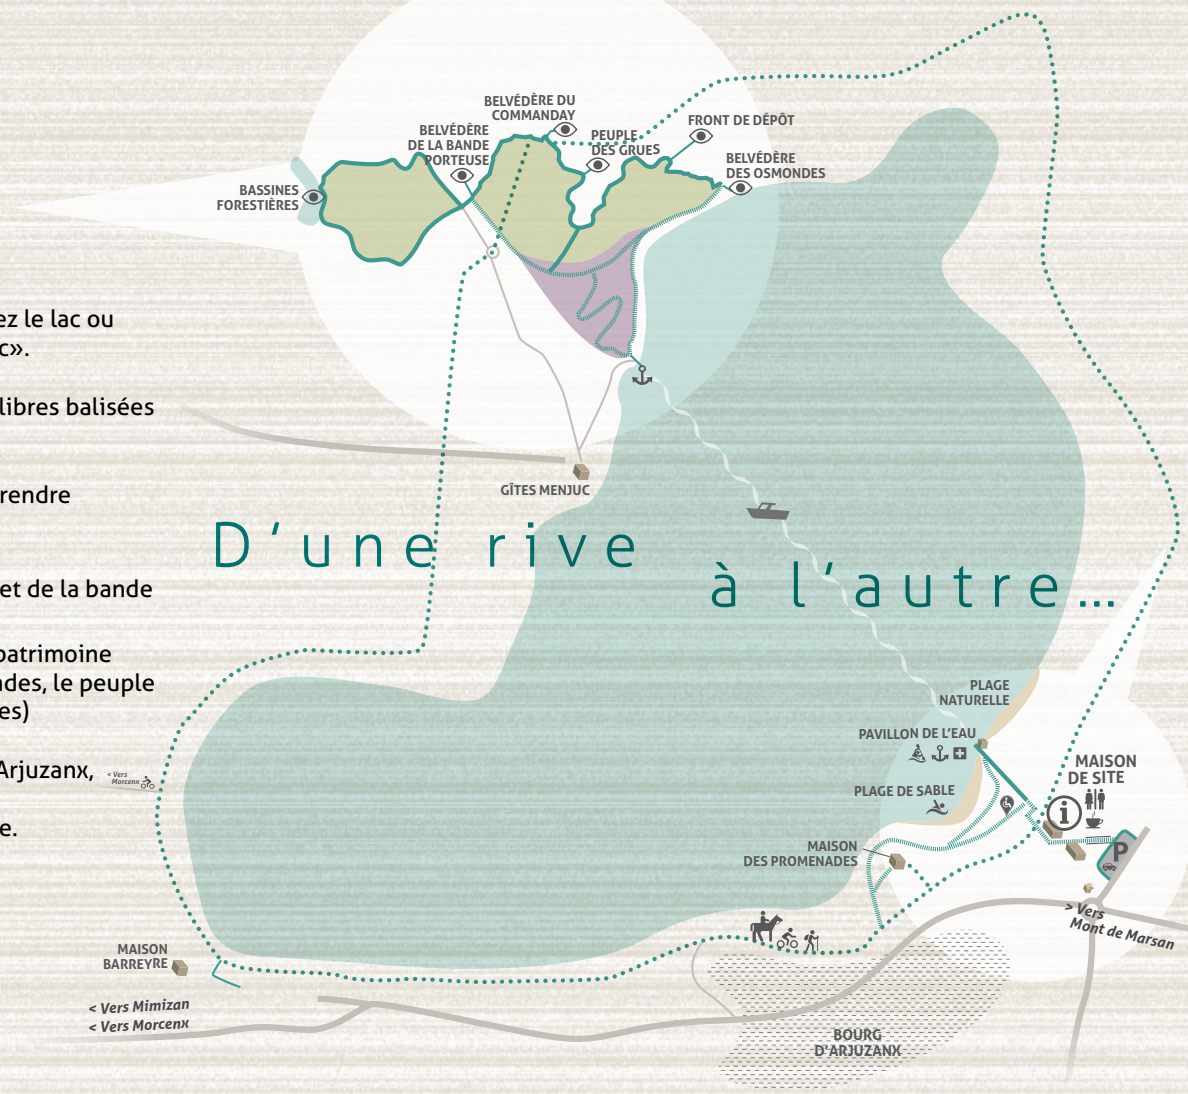 BELVÉDÈRE DU
COMMANDAY
BELVÉDÈRE
DE LA BANDE
PORTEUSE
PEUPLE
DES GRUES
FRONT DE DÉPÔT
BELVÉDÈRE
DES OSMONDES
BASSINES
FORESTIÈRES
ez le lac ou
c».
libres balisées
rendre
et de la bande
patrimoine
ndes, le peuple
es)
Arjuzanx,
e.
GÎTES MENJUC
D'une rive
à l'autre...
< Vers
Morcenx
PLAGE
NATURELLE
PAVILLON DE L'EAU
PLAGE DE SABLE
MAISON
DE SITE
i
P
MAISON
DES PROMENADES
> Vers
Mont de Marsan
MAISON
BARREYRE
< Vers Mimizan
< Vers Morcenx
BOURG
D'ARJUZANX